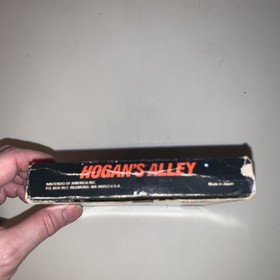 HOGAN'S ALLEY
NINTENDO OF AMERICA INC.
P.O. BOX 957, REDMOND, WA 98052 U.S.A.
Made in Japan